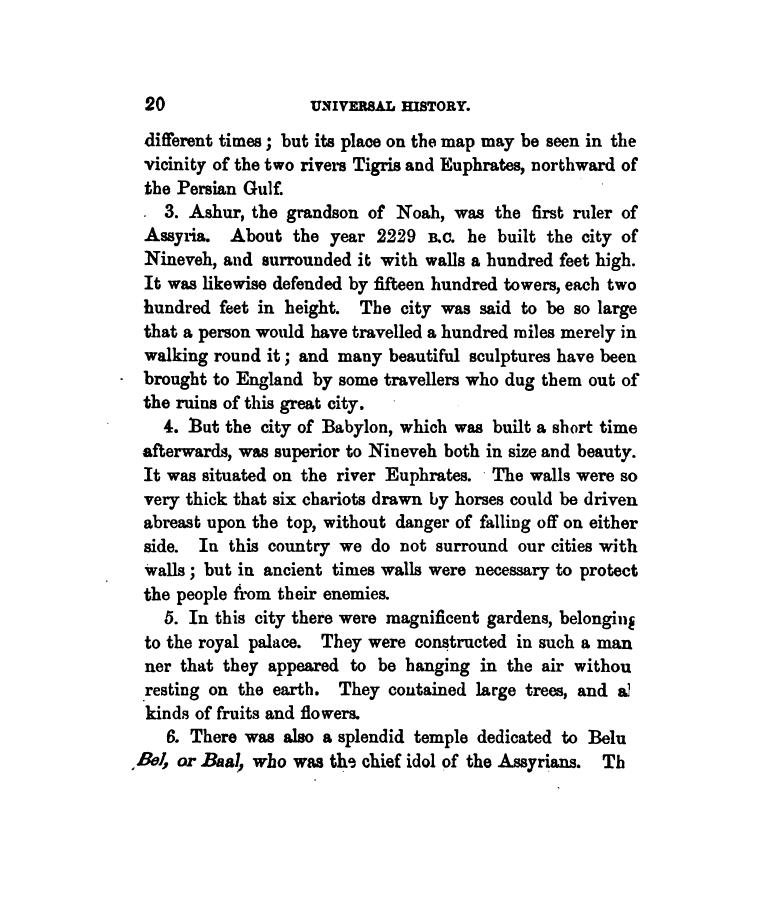 20 UNIVERSAL HISTORY.
different times; but its place on the map may be seen in the
vicinity of the two rivers Tigris and Euphrates, northward of
the Persian Gulf.
3. Ashur, the grandson of Noah, was the first ruler of
Assyria. About the year 2229 B.C. he built the city of
Nineveh, and surrounded it with walls a hundred feet high.
It was likewise defended by fifteen hundred towers, each two
hundred feet in height. The city was said to be so large
that a person would have travelled a hundred miles merely in
walking round it; and many beautiful sculptures have been
brought to England by some travellers who dug them out of
the ruins of this great city.
4. But the city of Babylon, which was built a short time
afterwards, was superior to Nineveh both in size and beauty.
It was situated on the river Euphrates. The walls were so
very thick that six chariots drawn by horses could be driven
abreast upon the top, without danger of falling off on either
side. In this country we do not surround our cities with
walls; but in ancient times walls were necessary to protect
the people from their enemies.
5. In this city there were magnificent gardens, belonging
to the royal palace. They were constructed in such a man
ner that they appeared to be hanging in the air withou
resting on the earth. They contained large trees, and al
kinds of fruits and flowers.
6. There was also a splendid temple dedicated to Belu
Bel, or Baal, who was the chief idol of the Assyrians. Th